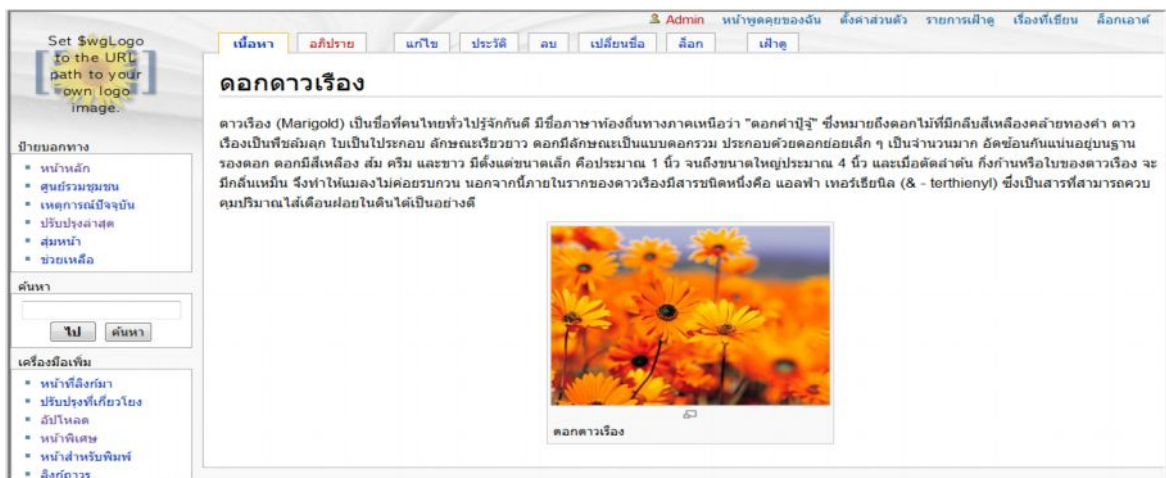 Admin หน้าพูดคุยของฉัน ตั้งค่าส่วนตัว รายการเฝ้าดู เรื่องที่เขียน ล็อกเอาต์
Set $wgLogo
to the URL
path to your
own logo
image.
เนื้อหา อภิปราย แก้ไข ประวัติ ลบ เปลี่ยนชื่อ ล็อก เฝ้าดู
ดอกดาวเรือง
ดาวเรือง (Marigold) เป็นชื่อที่คนไทยทั่วไปรู้จักกันดี มีชื่อภาษาท้องถิ่นทางภาคเหนือว่า "ดอกคำปู้จู้" ซึ่งหมายถึงดอกไม้ที่มีกลีบสีเหลืองคล้ายทองคำ ดาว
เรืองเป็นพืชล้มลุก ใบเป็นใบประกอบ ลักษณะเรียวยาว ดอกมีลักษณะเป็นแบบดอกรวม ประกอบด้วยดอกย่อยเล็ก ๆ เป็นจำนวนมาก อัดซ้อนกันแน่นอยู่บนฐาน
รองดอก ดอกมีสีเหลือง ส้ม ครีม และขาว มีตั้งแต่ขนาดเล็ก คือประมาณ 1 นิ้ว จนถึงขนาดใหญ่ประมาณ 4 นิ้ว และเมื่อตัดลำต้น กิ่งก้านหรือใบของดาวเรือง จะ
มีกลิ่นเหม็น จึงทำให้แมลงไม่ค่อยรบกวน นอกจากนี้ภายในรากของดาวเรืองมีสารชนิดหนึ่งคือ แอลฟา เทอร์เธียนิล (& - terthienyl) ซึ่งเป็นสารที่สามารถควบ
คุมปริมาณไส้เดือนฝอยในดินได้เป็นอย่างดี
ดอกดาวเรือง
ป้ายบอกทาง
หน้าหลัก
ศูนย์รวมชุมชน
เหตุการณ์ปัจจุบัน
ปรับปรุงล่าสุด
สุ่มหน้า
ช่วยเหลือ
ค้นหา
ไป ค้นหา
เครื่องมือเพิ่ม
หน้าที่ลิงก์มา
ปรับปรุงที่เกี่ยวโยง
อัปโหลด
หน้าพิเศษ
หน้าสำหรับพิมพ์
ลิงก์ถาวร